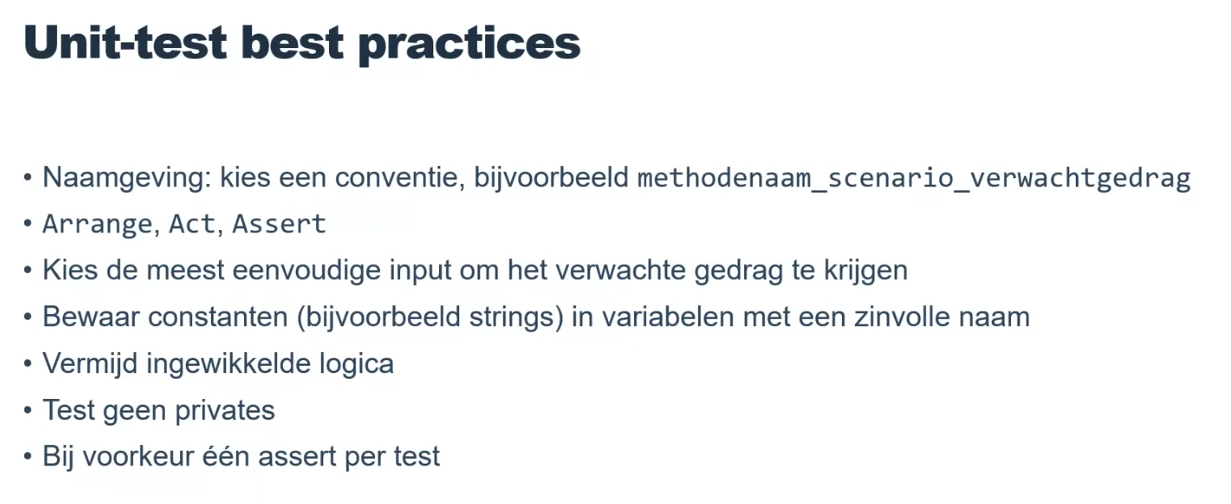 Unit-test best practices
• Naamgeving: kies een conventie, bijvoorbeeld methodenaam_scenario_verwachtgedrag
• Arrange, Act, Assert
• Kies de meest eenvoudige input om het verwachte gedrag te krijgen
• Bewaar constanten (bijvoorbeeld strings) in variabelen met een zinvolle naam
• Vermijd ingewikkelde logica
• Test geen privates
• Bij voorkeur één assert per test